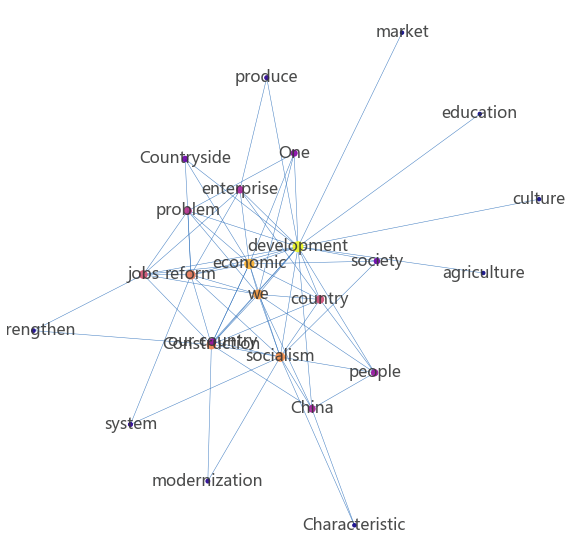 market
produce
education
One
Countryside
enterprise
culture
problem
development
economic
society
jobs
reform
agriculture
we
country
rengthen
our country
Construction
socialism
people
China
system
modernization
Characteristic